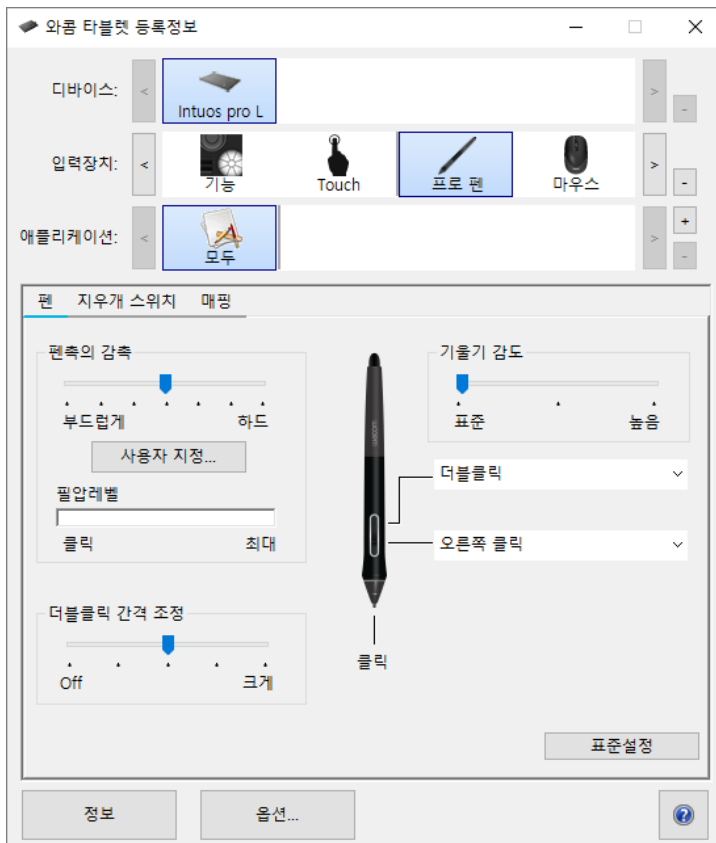 와콤 타블렛 등록정보
디바이스:
Intuos pro L
입력장치:
기능
Touch
프로 펜
마우스
애플리케이션:
모두
펜 지우개 스위치 매핑
펜촉의 감촉
부드럽게 하드
사용자 지정...
필압레벨
클릭 최대
기울기 감도
표준 높음
더블클릭
오른쪽 클릭
클릭
더블클릭 간격 조정
Off 크게
표준설정
정보
옵션...